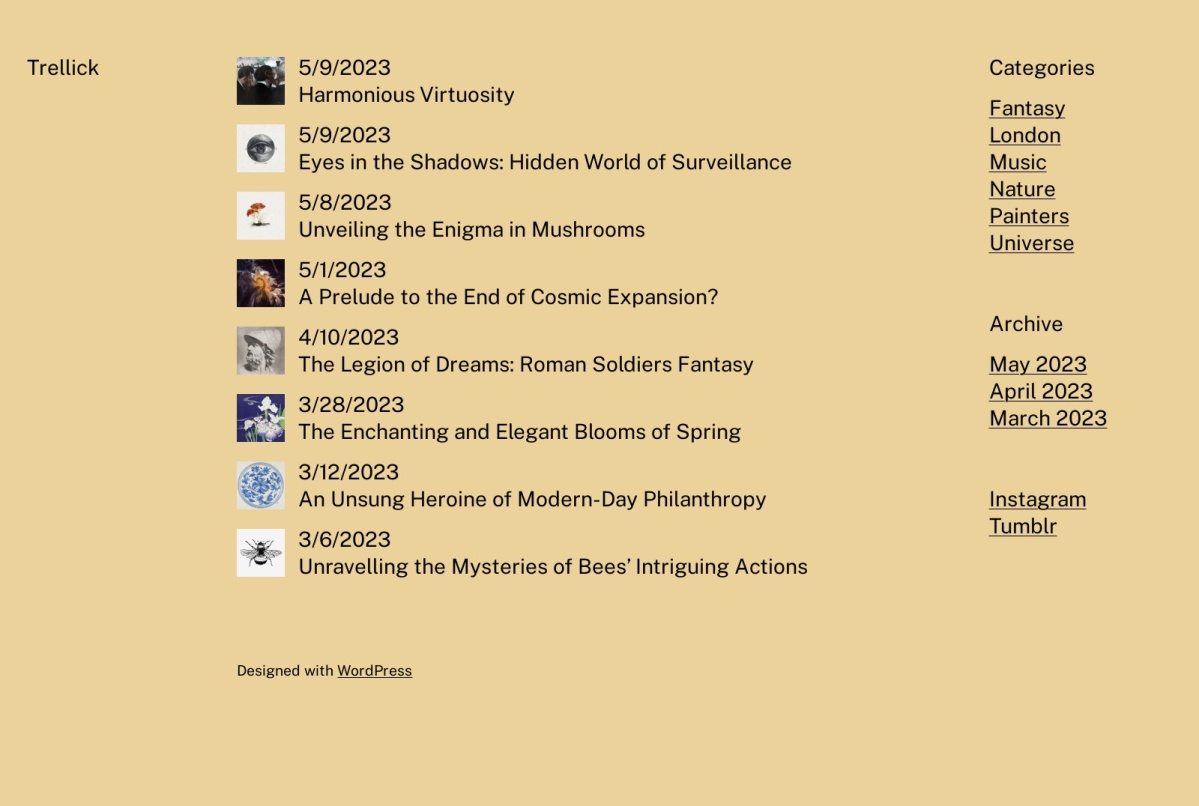 Trellick
5/9/2023
Harmonious Virtuosity
5/9/2023
Eyes in the Shadows: Hidden World of Surveillance
5/8/2023
Unveiling the Enigma in Mushrooms
5/1/2023
A Prelude to the End of Cosmic Expansion?
4/10/2023
The Legion of Dreams: Roman Soldiers Fantasy
3/28/2023
The Enchanting and Elegant Blooms of Spring
3/12/2023
An Unsung Heroine of Modern-Day Philanthropy
3/6/2023
Unravelling the Mysteries of Bees’ Intriguing Actions
Categories
Fantasy
London
Music
Nature
Painters
Universe
Archive
May 2023
April 2023
March 2023
Instagram
Tumblr
Designed with WordPress